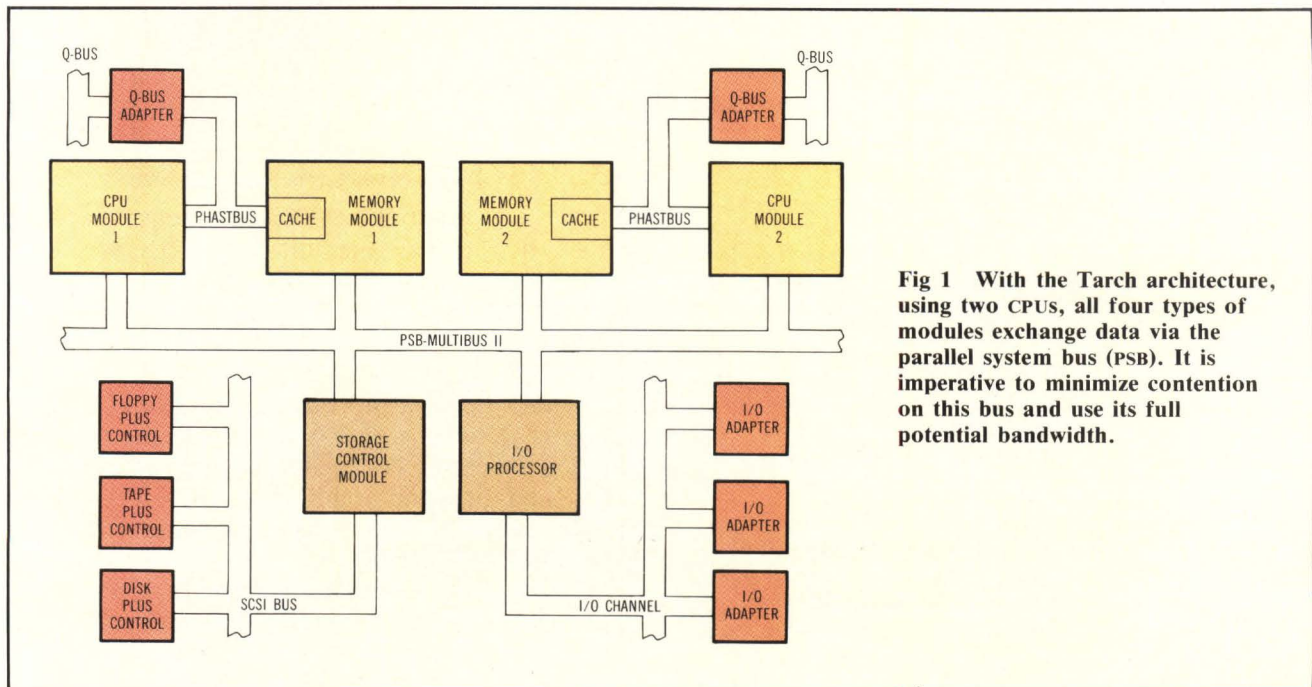 Q-BUS
Q-BUS
ADAPTER
Q-BUS
ADAPTER
Q-BUS
CPU
MODULE
1
PHASTBUS
CACHE
MEMORY
MODULE
1
MEMORY
MODULE
2
CACHE
PHASTBUS
CPU
MODULE
2
PSB-MULTIBUS II
FLOPPY
PLUS
CONTROL
TAPE
PLUS
CONTROL
DISK
PLUS
CONTROL
SCSI BUS
STORAGE
CONTROL
MODULE
I/O
PROCESSOR
I/O CHANNEL
I/O
ADAPTER
I/O
ADAPTER
I/O
ADAPTER
Fig 1 With the Tarch architecture,
using two CPUs, all four types of
modules exchange data via the
parallel system bus (PSB). It is
imperative to minimize contention
on this bus and use its full
potential bandwidth.